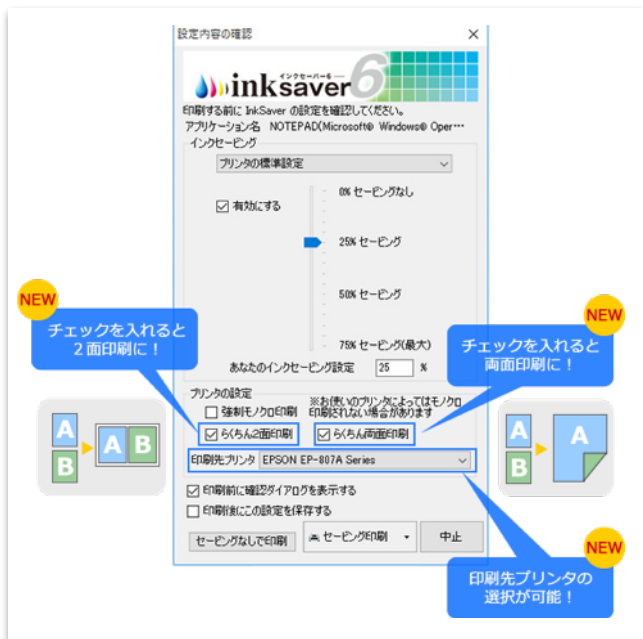 設定内容の確認
インクセーバー6
inksaver 6
印刷する前に InkSaver の設定を確認してください。
アプリケーション名 NOTEPAD(Microsoft® Windows® Oper…
インクセービング
プリンタの標準設定
0% セービングなし
有効にする
25% セービング
50% セービング
NEW
チェックを入れると
2面印刷に！
NEW
チェックを入れると
両面印刷に！
75% セービング(最大)
あなたのインクセービング設定 25 %
プリンタの設定
※お使いのプリンタによってはモノクロ
印刷されない場合があります
強制モノクロ印刷
らくちん2面印刷
らくちん両面印刷
A
B
A B
A
B
A
印刷先プリンタ EPSON EP-807A Series
印刷前に確認ダイアログを表示する
印刷後にこの設定を保存する
セービングなしで印刷
セービング印刷
中止
NEW
印刷先プリンタの
選択が可能！